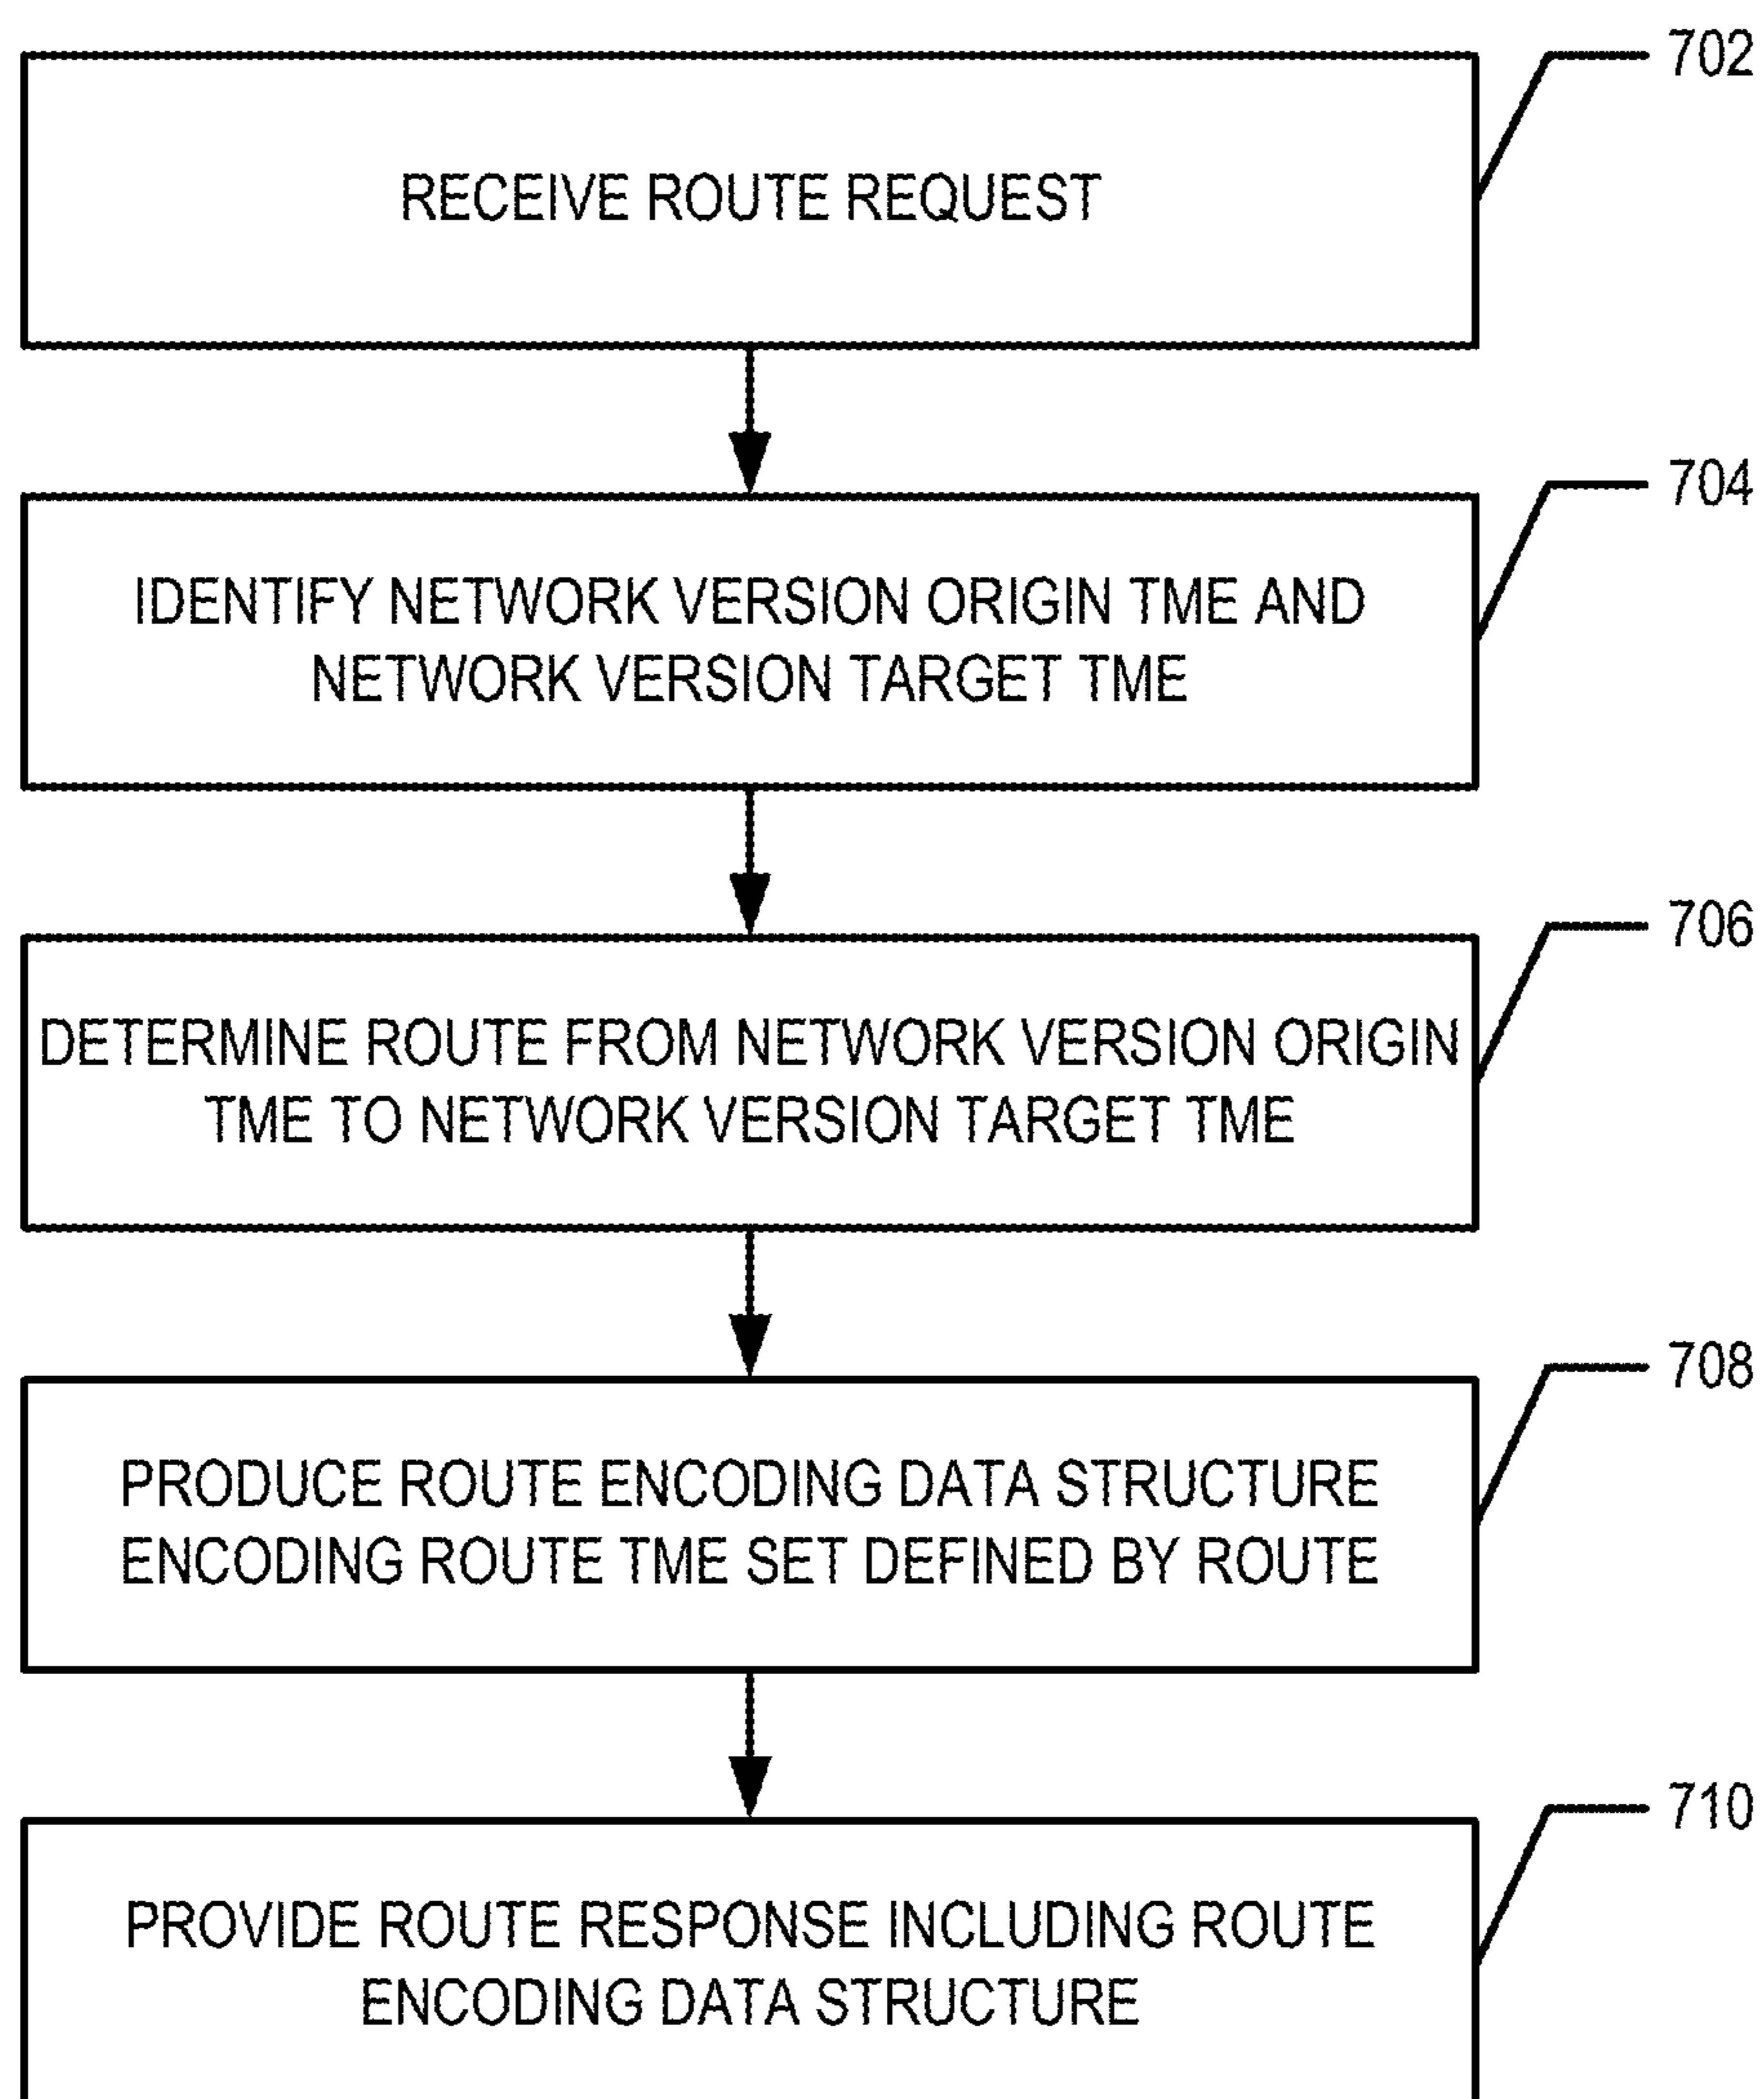 702
RECEIVE ROUTE REQUEST
704
IDENTIFY NETWORK VERSION ORIGIN TME AND
NETWORK VERSION TARGET TME
706
DETERMINE ROUTE FROM NETWORK VERSION ORIGIN
TME TO NETWORK VERSION TARGET TME
708
PRODUCE ROUTE ENCODING DATA STRUCTURE
ENCODING ROUTE TME SET DEFINED BY ROUTE
710
PROVIDE ROUTE RESPONSE INCLUDING ROUTE
ENCODING DATA STRUCTURE